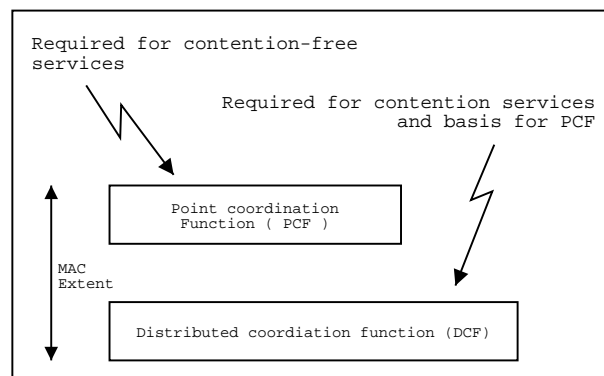 Required for contention-free
services
Required for contention services
and basis for PCF
Point coordination
Function ( PCF )
MAC
Extent
Distributed coordiation function (DCF)